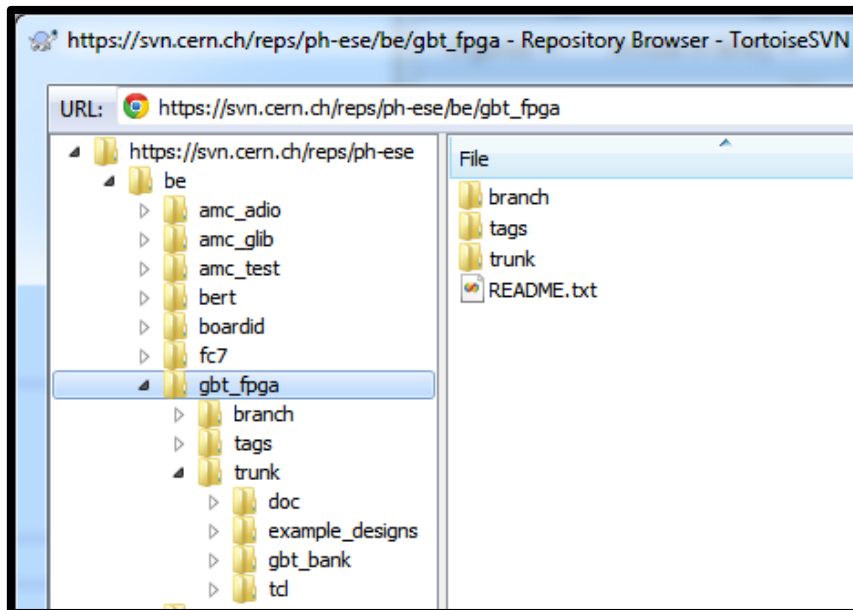 https://svn.cern.ch/reps/ph-ese/be/gbt_fpga - Repository Browser - TortoiseSVN
URL: https://svn.cern.ch/reps/ph-ese/be/gbt_fpga
https://svn.cern.ch/reps/ph-ese
be
amc_adio
amc_glib
amc_test
bert
boardid
fc7
gbt_fpga
branch
tags
trunk
doc
example_designs
gbt_bank
tcl
File
branch
tags
trunk
README.txt